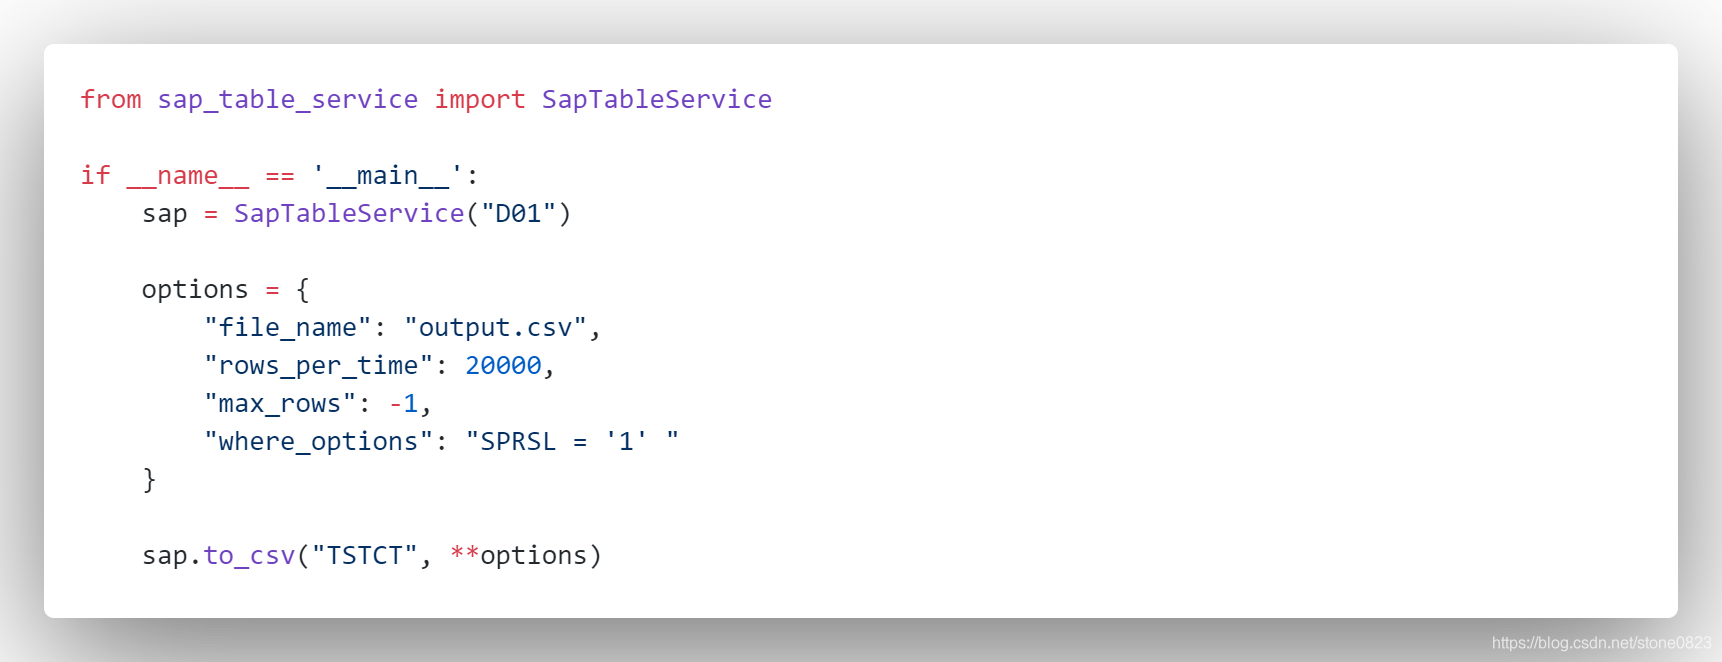 from sap_table_service import SapTableService
if __name__ == '__main__':
    sap = SapTableService("D01")
    options = {
        "file_name": "output.csv",
        "rows_per_time": 20000,
        "max_rows": -1,
        "where_options": "SPRSL = '1' "
    }
    sap.to_csv("TSTCT", **options)
https://blog.csdn.net/stone0823